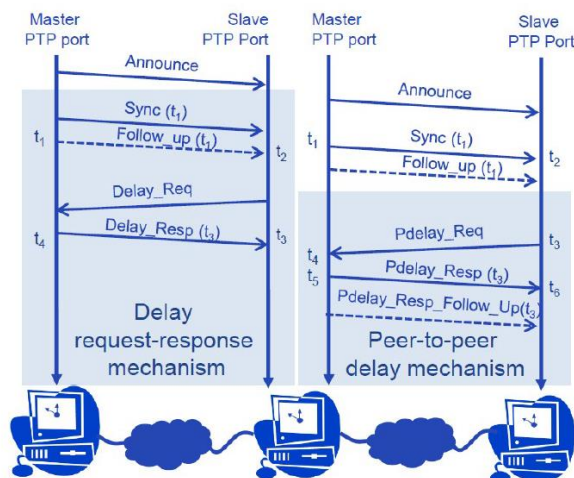 Master
PTP port
Slave
PTP Port
Announce
Sync (t₁)
Follow_up (t₁)
t₁
t₂
Delay_Req
Delay_Resp (t₃)
t₄
t₃
Delay
request-response
mechanism
Master
PTP port
Slave
PTP Port
Announce
Sync (t₁)
t₁
t₂
Follow_up (t₁)
Pdelay_Req
t₃
t₄
Pdelay_Resp (t₃)
t₅
t₆
Pdelay_Resp_Follow_Up(t₃)
Peer-to-peer
delay mechanism